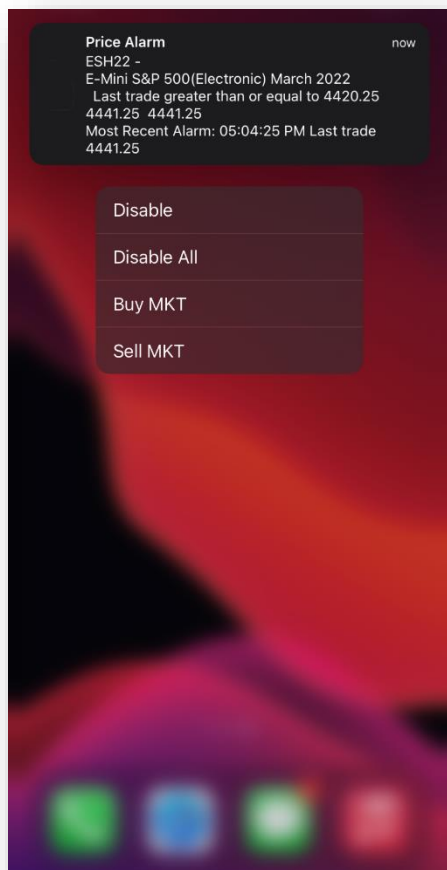 Price Alarm now
ESH22 -
E-Mini S&P 500(Electronic) March 2022
Last trade greater than or equal to 4420.25
4441.25 4441.25
Most Recent Alarm: 05:04:25 PM Last trade
4441.25
Disable
Disable All
Buy MKT
Sell MKT